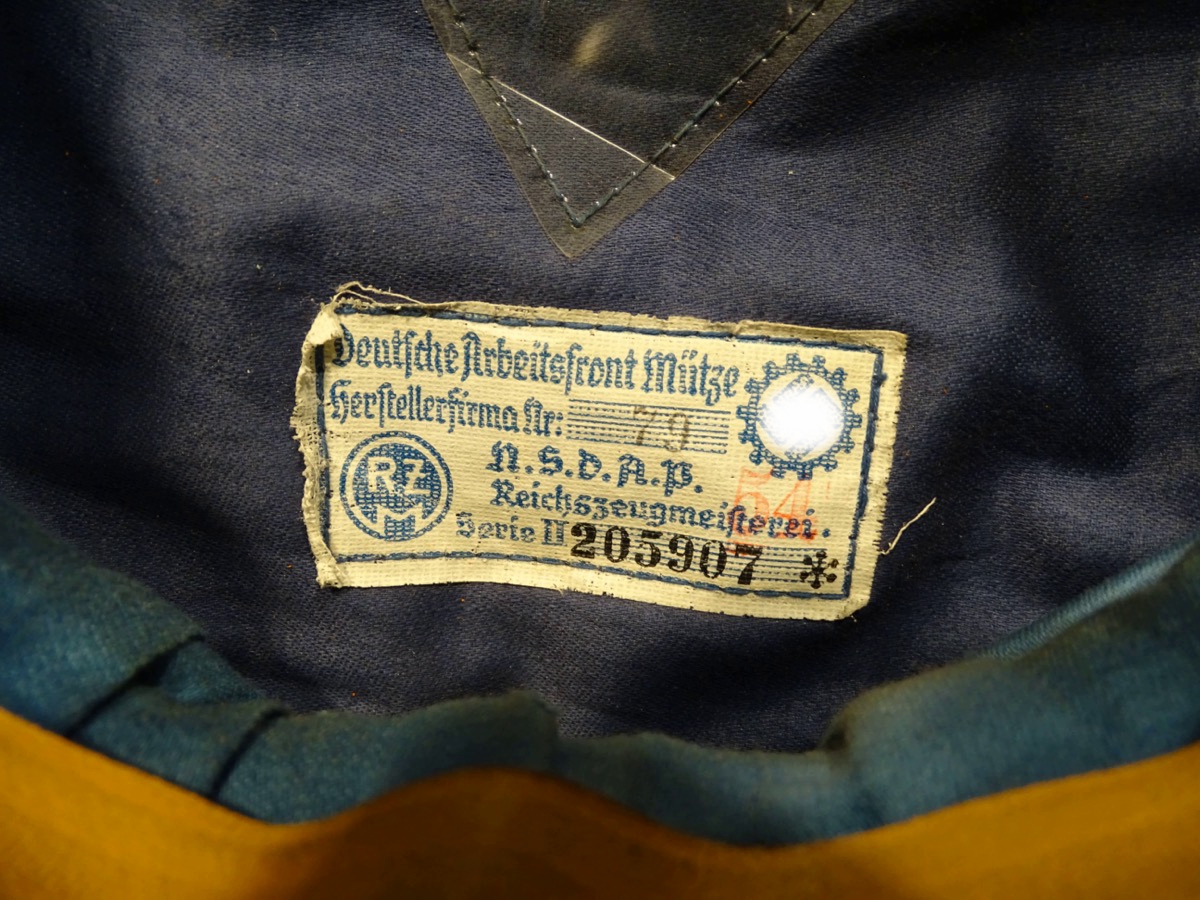 Deutsche Arbeitsfront Mütze
Herstellerfirma Nr: 79
RZM
N.S.D.A.P.
54
Reichszeugmeisterei.
Serie II 205907 *